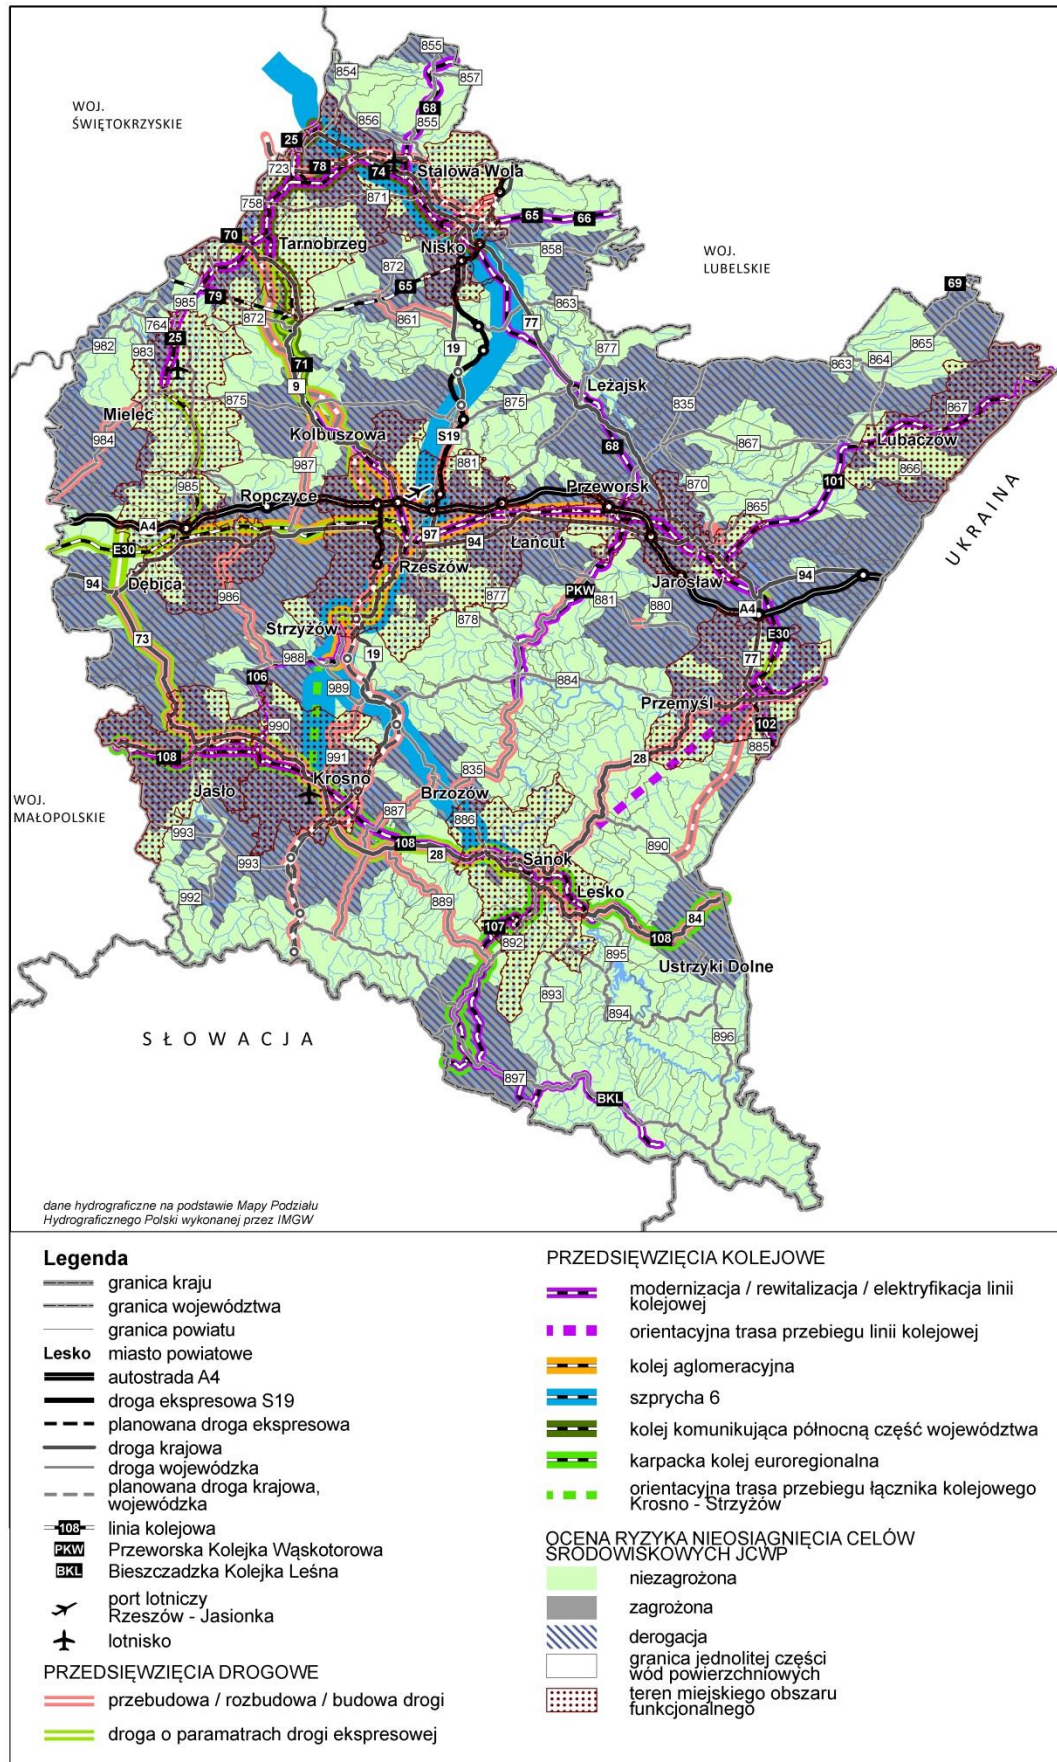 855
854
857
WOJ.
ŚWIĘTOKRZYSKIE
68
856
855
25
723
78
74
Stalowa Wola
871
758
65
66
70
Tarnobrzeg
Nisko
858
WOJ.
LUBELSKIE
872
65
69
985
79
872
861
863
764
77
982
25
983
19
877
865
71
863
864
9
Leżajsk
875
875
835
867
Mielec
Kolbuszowa
S19
68
867
Lubaczów
984
987
881
866
985
Ropczyce
Przeworsk
870
101
865
UKRAINA
A4
97
94
Łańcut
E30
Rzeszów
Jarosław
94
94
Dębica
986
877
PKW
881
880
A4
878
E30
73
Strzyżów
19
77
988
106
989
884
Przemyśl
990
102
885
108
991
835
28
Krosno
WOJ.
MAŁOPOLSKIE
Jasło
887
Brzozów
886
993
890
993
108
28
Sanok
992
889
Lesko
84
107
892
108
895
Ustrzyki Dolne
893
894
SŁOWACJA
896
897
BKL
dane hydrograficzne na podstawie Mapy Podziału
Hydrograficznego Polski wykonanej przez IMGW
Legenda
granica kraju
granica województwa
granica powiatu
Lesko miasto powiatowe
autostrada A4
droga ekspresowa S19
planowana droga ekspresowa
droga krajowa
droga wojewódzka
planowana droga krajowa,
wojewódzka
108 linia kolejowa
PKW Przeworska Kolejka Wąskotorowa
BKL Bieszczadzka Kolejka Leśna
port lotniczy
Rzeszów - Jasionka
lotnisko
PRZEDSIĘWZIĘCIA DROGOWE
przebudowa / rozbudowa / budowa drogi
droga o paramatrach drogi ekspresowej
PRZEDSIĘWZIĘCIA KOLEJOWE
modernizacja / rewitalizacja / elektryfikacja linii
kolejowej
orientacyjna trasa przebiegu linii kolejowej
kolej aglomeracyjna
szprycha 6
kolej komunikująca północną część województwa
karpacka kolej euroregionalna
orientacyjna trasa przebiegu łącznika kolejowego
Krosno - Strzyżów
OCENA RYZYKA NIEOSIĄGNIĘCIA CELÓW
ŚRODOWISKOWYCH JCWP
niezagrożona
zagrożona
derogacja
granica jednolitej części
wód powierzchniowych
teren miejskiego obszaru
funkcjonalnego